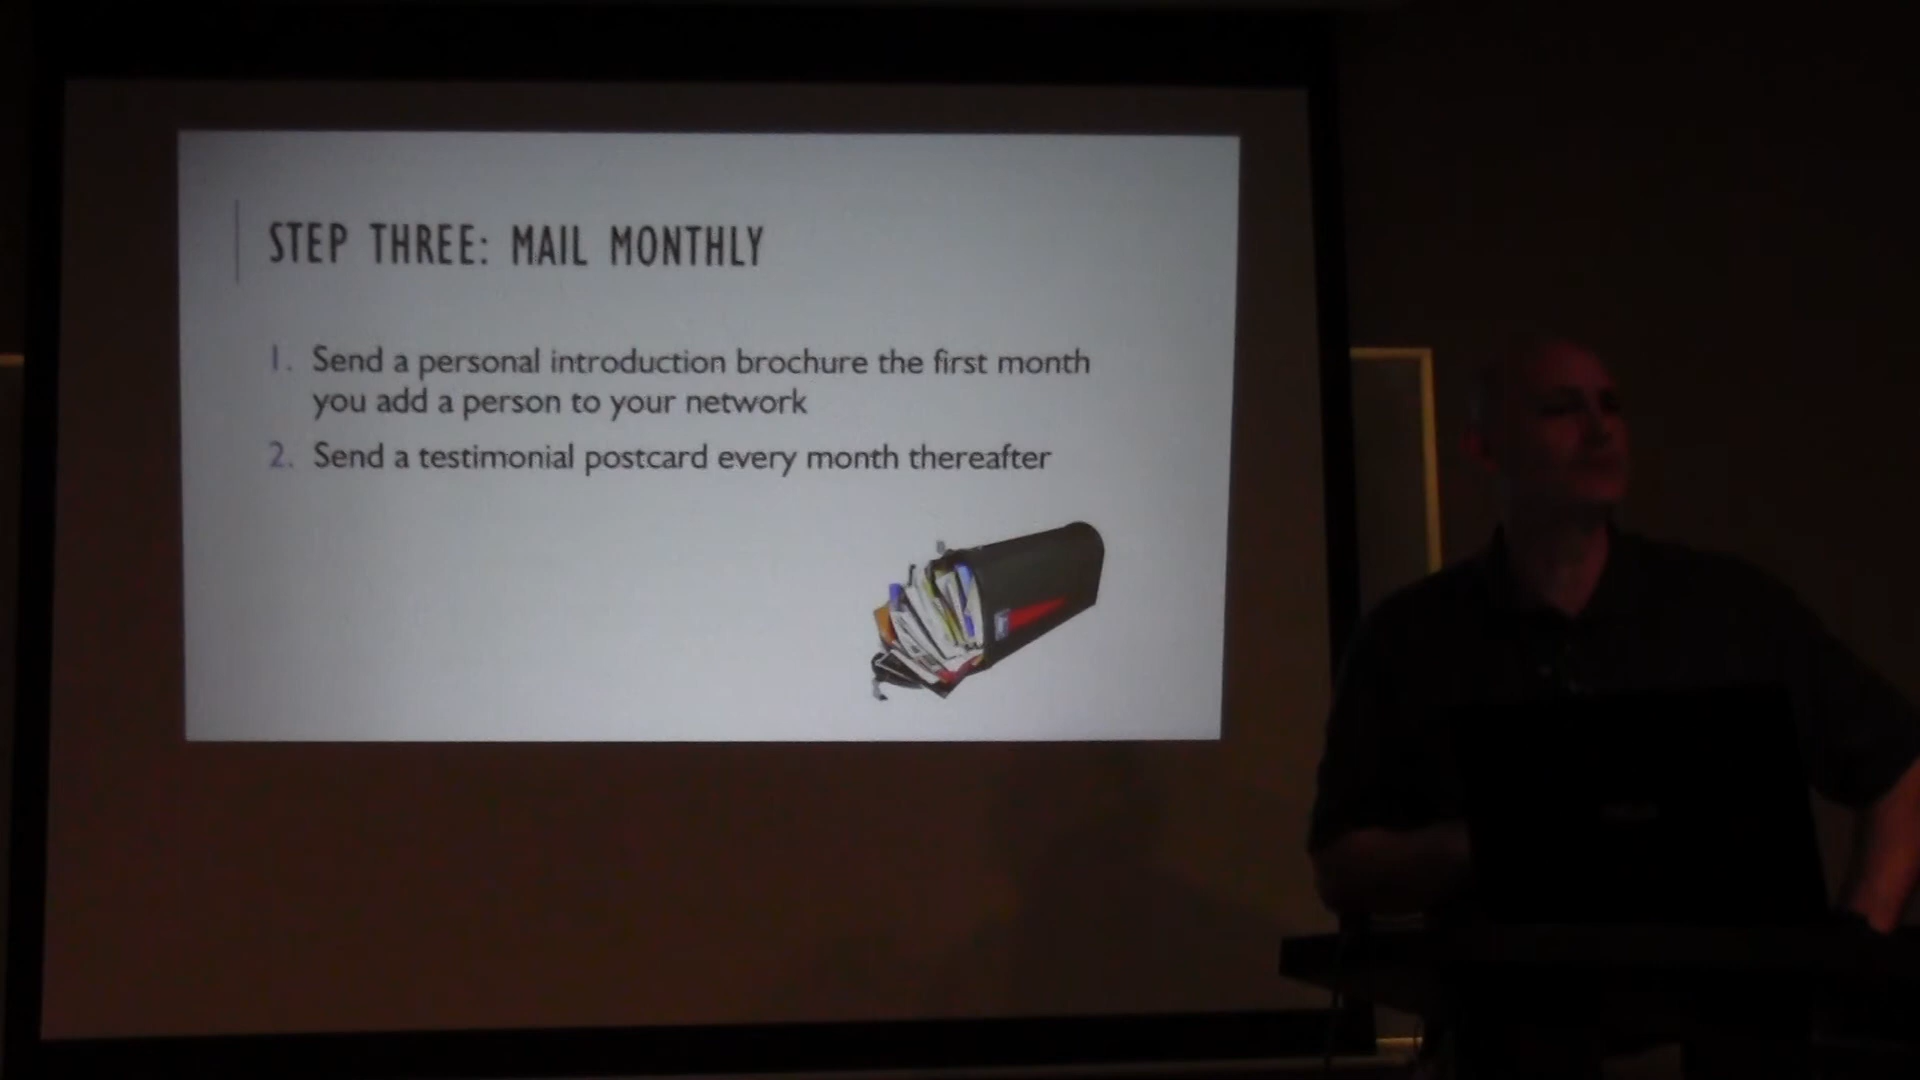 STEP THREE: MAIL MONTHLY
1. Send a personal introduction brochure the first month
you add a person to your network
2. Send a testimonial postcard every month thereafter